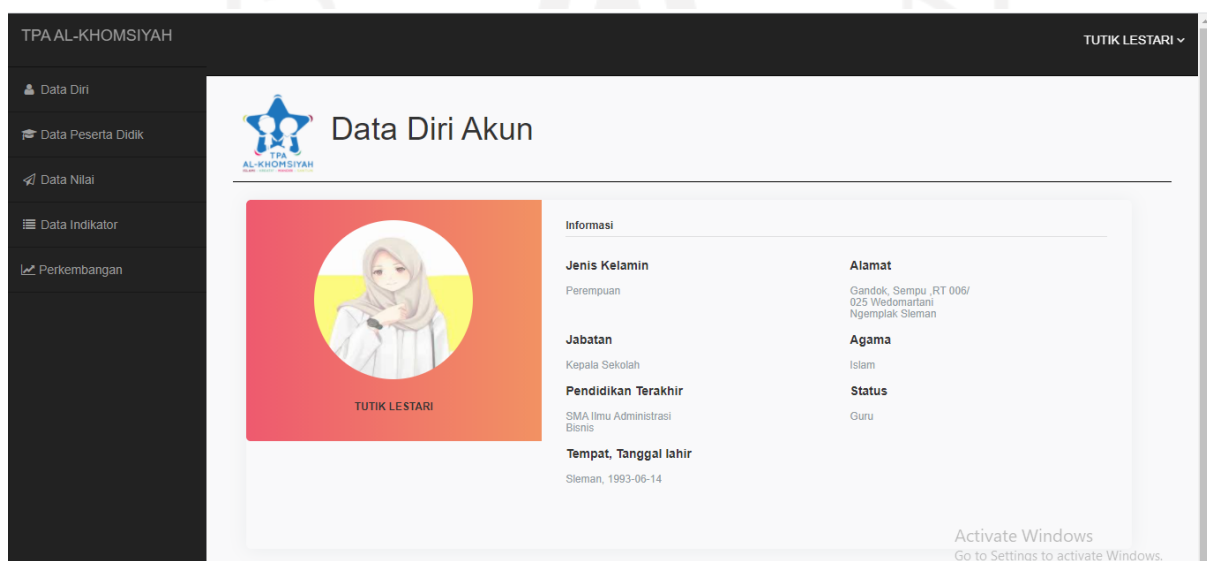 TPA AL-KHOMSIYAH
TUTIK LESTARI
Data Diri
Data Peserta Didik
Data Nilai
Data Indikator
Perkembangan
TPA
AL-KHOMSIYAH
Data Diri Akun
TUTIK LESTARI
Informasi
Jenis Kelamin
Perempuan
Alamat
Gandok, Sempu ,RT 006/
025 Wedomartani
Ngemplak Sleman
Jabatan
Kepala Sekolah
Agama
Islam
Pendidikan Terakhir
SMA Ilmu Administrasi
Bisnis
Status
Guru
Tempat, Tanggal lahir
Sleman, 1993-06-14
Activate Windows
Go to Settings to activate Windows.